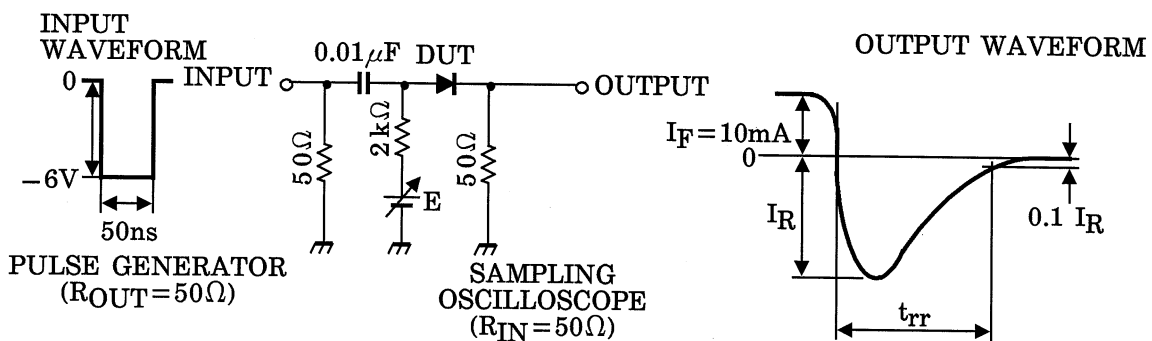 INPUT
WAVEFORM
0
−6V
50ns
PULSE GENERATOR
(ROUT=50Ω)
INPUT
0.01μF
DUT
OUTPUT
50Ω
2kΩ
E
50Ω
SAMPLING
OSCILLOSCOPE
(RIN=50Ω)
OUTPUT WAVEFORM
IF=10mA
0
IR
0.1 IR
trr